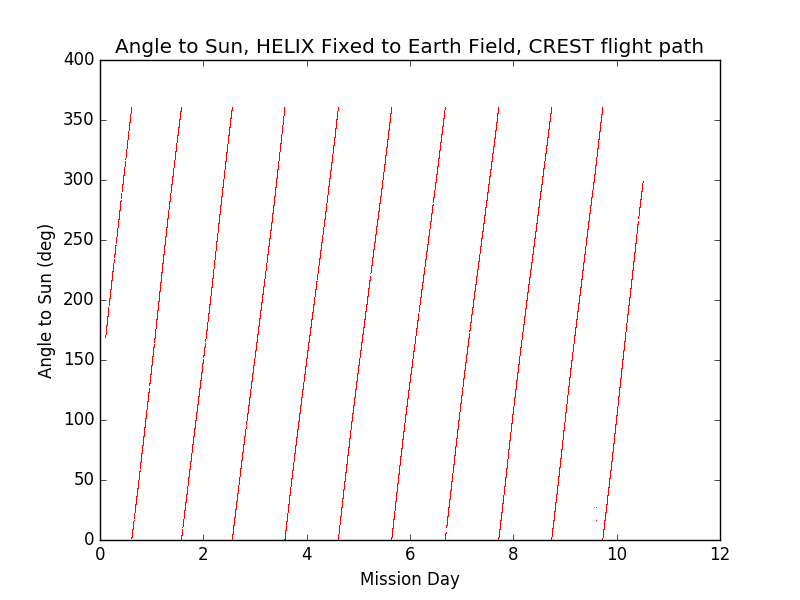 Angle to Sun, HELIX Fixed to Earth Field, CREST flight path
400
350
300
250
200
150
100
50
0
Angle to Sun (deg)
0 2 4 6 8 10 12
Mission Day